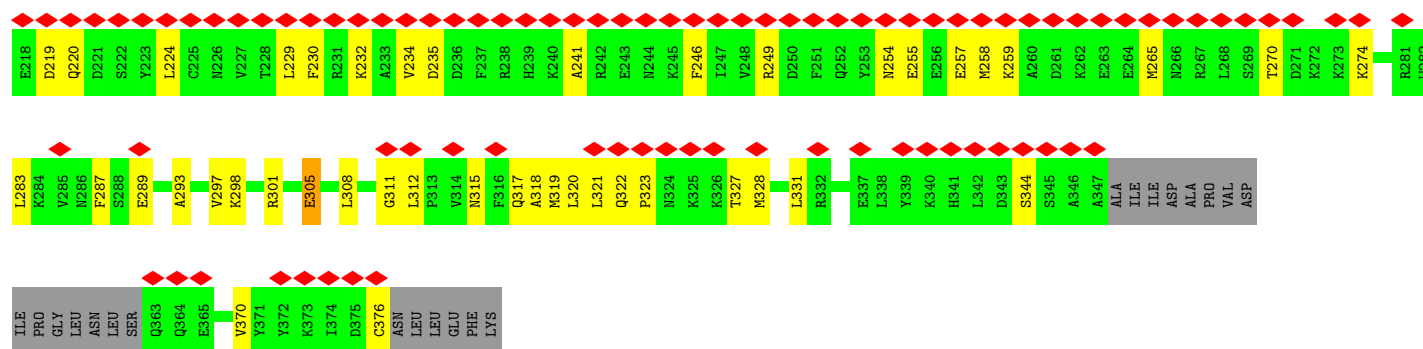 E218 D219 Q220 D221 S222 Y223 L224 C225 N226 V227 T228 L229 F230 R231 K232 A233 V234 D235 D236 F237 R238 H239 K240 A241 R242 E243 N244 K245 F246 I247 V248 R249 D250 F251 Q252 Y253 N254 E255 E256 E257 M258 K259 A260 D261 K262 E263 E264 M265 N266 R267 L268 S269 T270 D271 K272 K273 K274 R281
L283 K284 V285 N286 F287 S288 E289 A293 V297 K298 R301 E305 L308 G311 L312 P313 V314 N315 F316 Q317 A318 M319 L320 L321 Q322 P323 N324 K325 K326 T327 M328 L331 R332 E337 L338 Y339 K340 H341 L342 D343 S344 S345 A346 A347 ALA ILE ILE ASP ALA PRO VAL ASP
ILE PRO GLY LEU ASN LEU SER Q363 Q364 E365 V370 Y371 Y372 K373 I374 D375 C376 ASN LEU LEU GLU PHE LYS